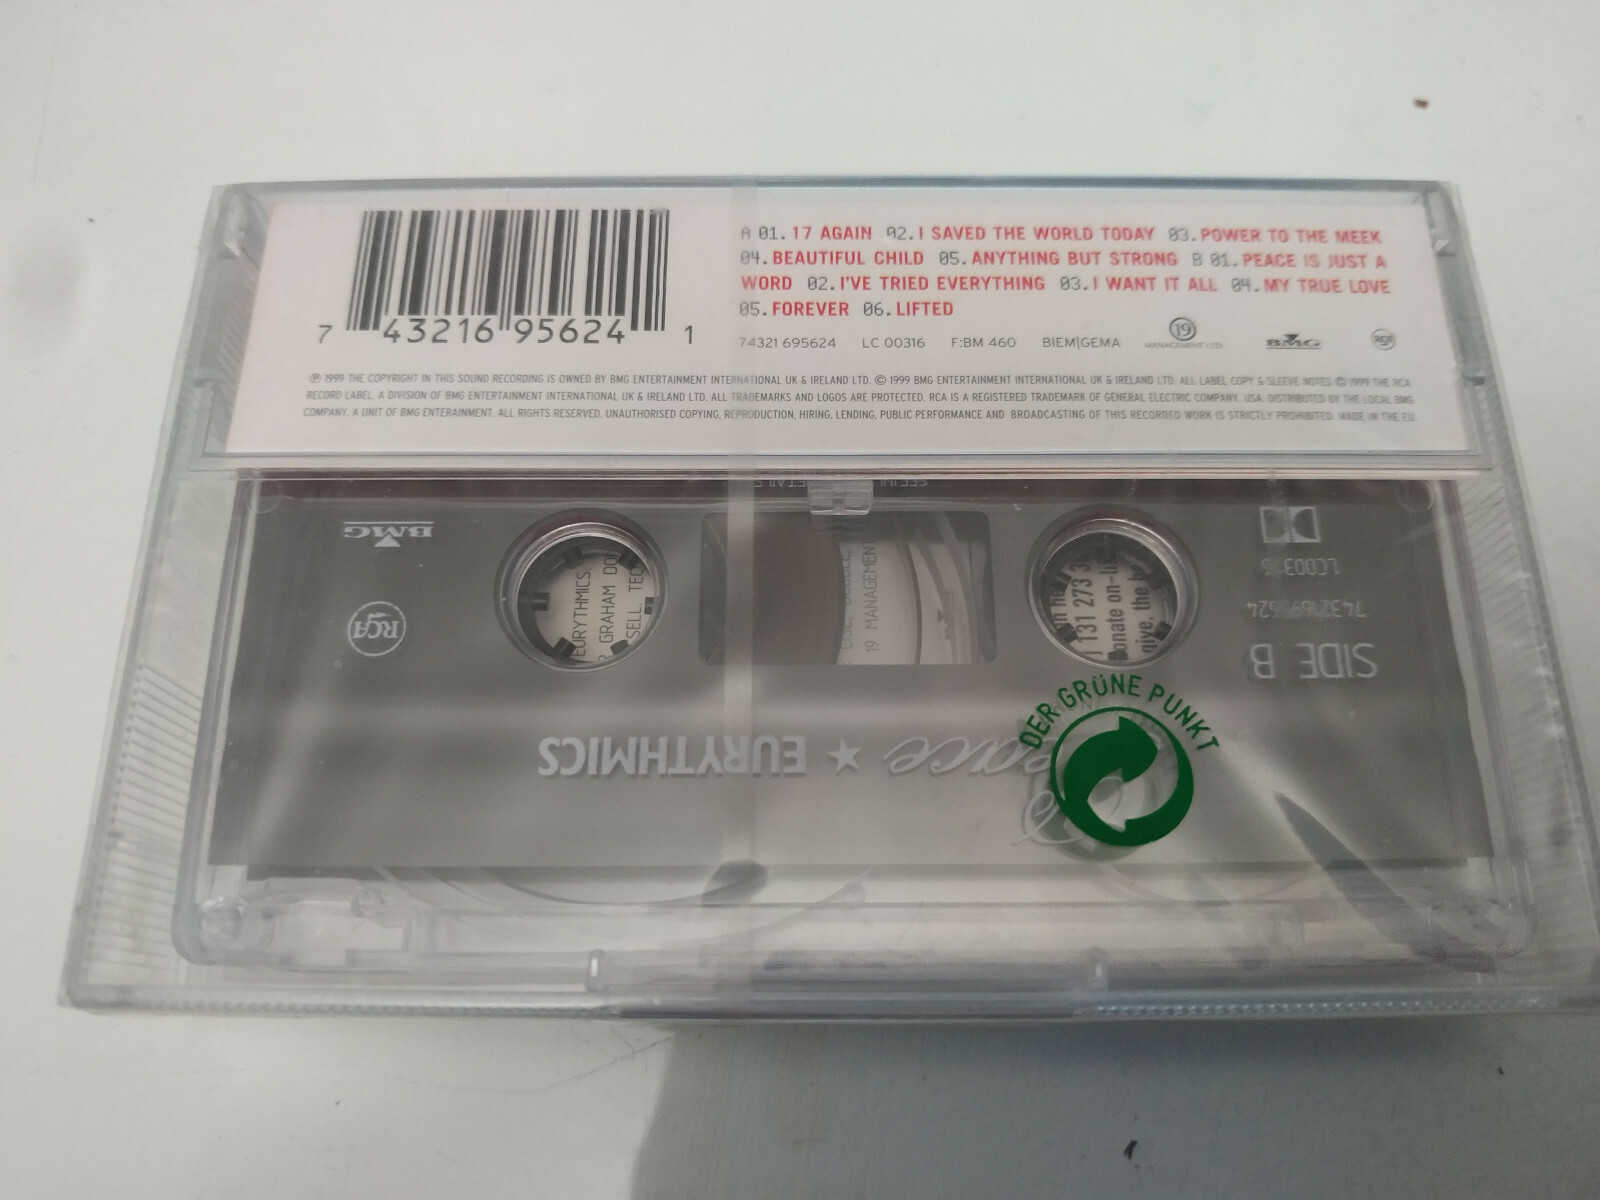 A 01. 17 AGAIN 02. I SAVED THE WORLD TODAY 03. POWER TO THE MEEK
04. BEAUTIFUL CHILD 05. ANYTHING BUT STRONG B 01. PEACE IS JUST A
WORD 02. I'VE TRIED EVERYTHING 03. I WANT IT ALL 04. MY TRUE LOVE
05. FOREVER 06. LIFTED
7 43216 95624 1
74321 695624 LC 00316 F:BM 460 BIEM|GEMA 19 MANAGEMENT LTD. BMG RCA
℗ 1999 THE COPYRIGHT IN THIS SOUND RECORDING IS OWNED BY BMG ENTERTAINMENT INTERNATIONAL UK & IRELAND LTD. © 1999 BMG ENTERTAINMENT INTERNATIONAL UK & IRELAND LTD. ALL LABEL COPY & SLEEVE NOTES © 1999 THE RCA
RECORD LABEL, A DIVISION OF BMG ENTERTAINMENT INTERNATIONAL UK & IRELAND LTD. ALL TRADEMARKS AND LOGOS ARE PROTECTED. RCA IS A REGISTERED TRADEMARK OF GENERAL ELECTRIC COMPANY, USA. DISTRIBUTED BY THE LOCAL BMG
COMPANY. A UNIT OF BMG ENTERAINMENT. ALL RIGHTS RESERVED. UNAUTHORISED COPYING, REPRODUCTION, HIRING, LENDING, PUBLIC PERFORMANCE AND BROADCASTING OF THIS RECORDED WORK IS STRICTLY PROHIBITED. MADE IN THE EU.
BMG
RCA
EURYTHMICS.
GRAHAM
SELL.
19 MANAGEMENT
131 273
on-
give. the
LC00316
74321695624
SIDE B
DER GRÜNE PUNKT
Peace ★ EURYTHMICS